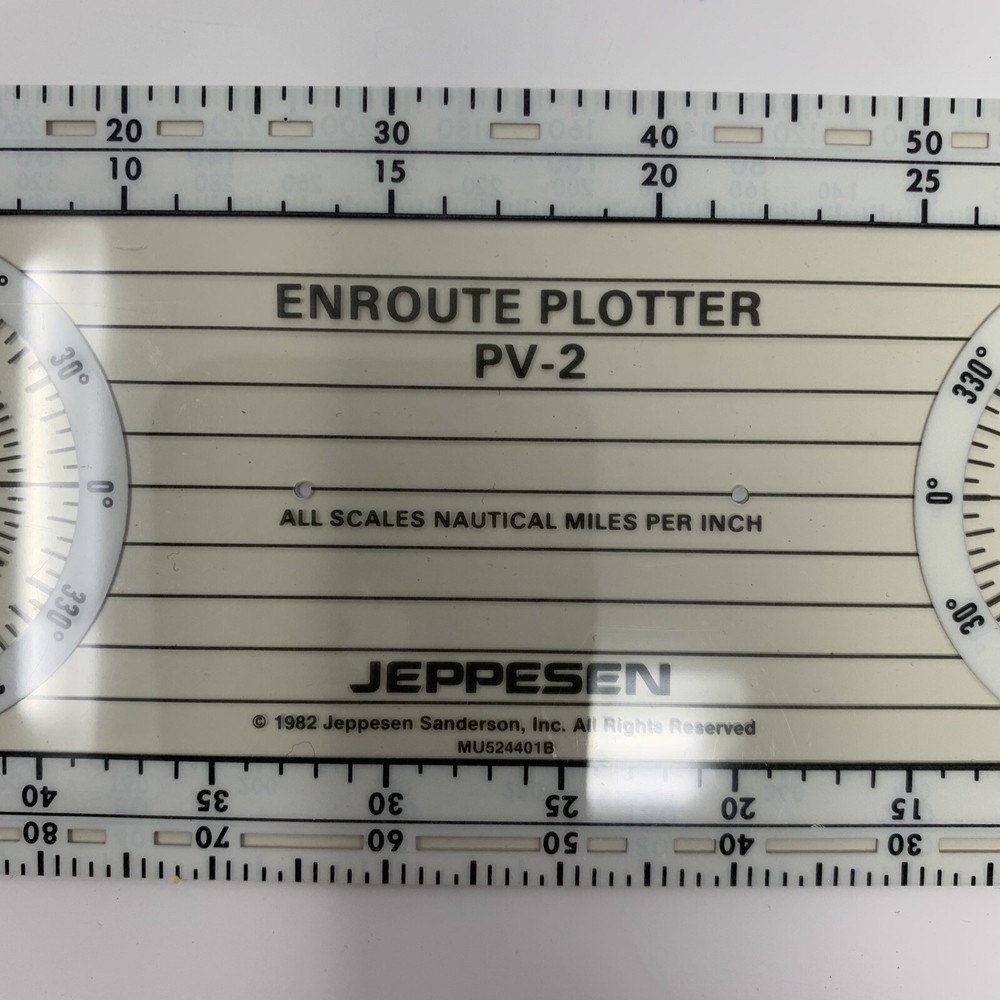 20 30 40 50
10 15 20 25
ENROUTE PLOTTER
PV-2
30° 330°
0° 0°
ALL SCALES NAUTICAL MILES PER INCH
330° 30°
JEPPESEN
© 1982 Jeppesen Sanderson, Inc. All Rights Reserved
MU524401B
40 35 30 25 20 15
80 70 60 50 40 30